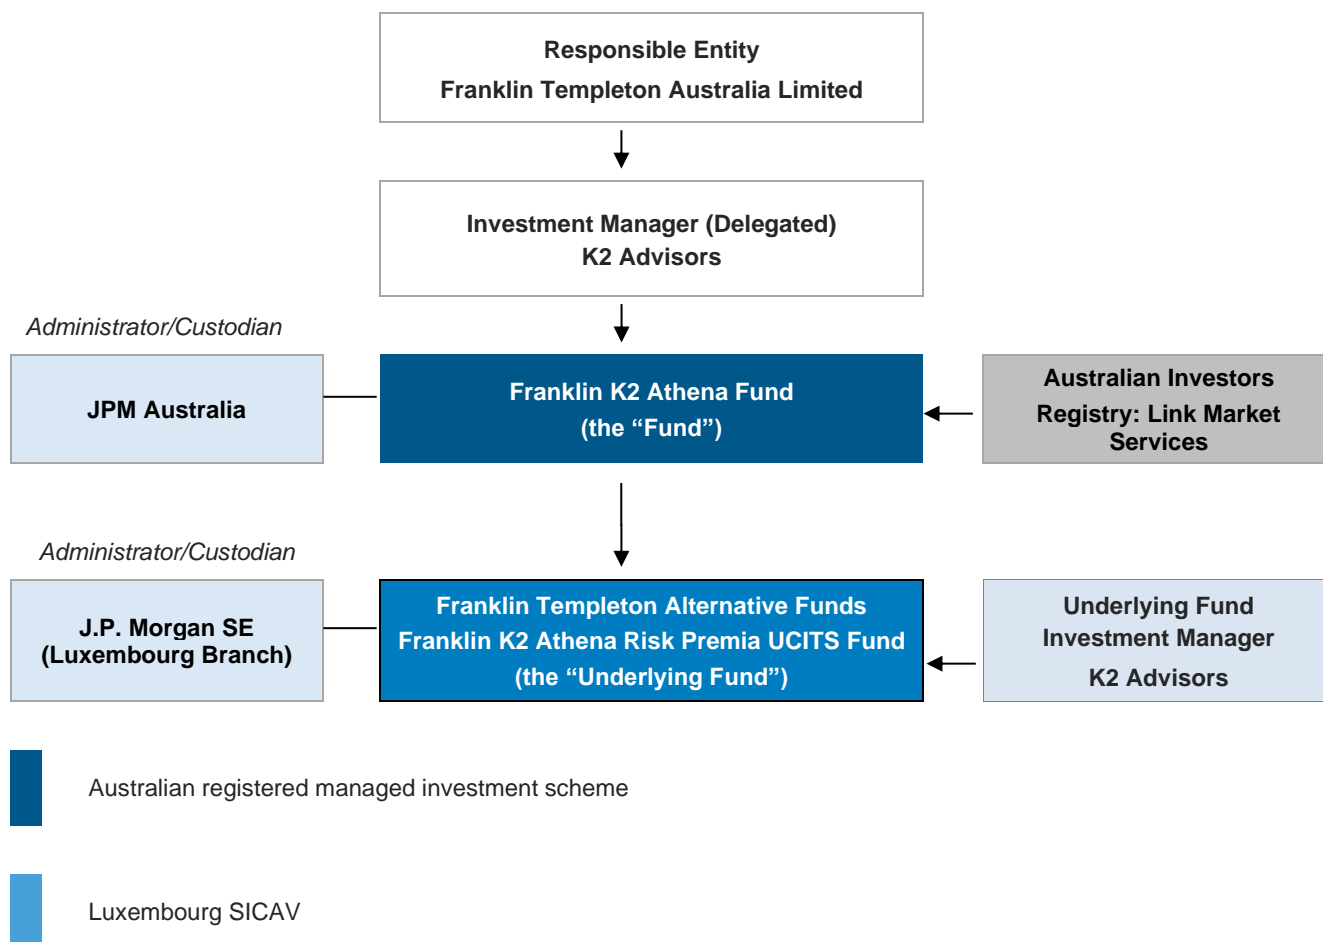 Responsible Entity
Franklin Templeton Australia Limited
Investment Manager (Delegated)
K2 Advisors
Administrator/Custodian
JPM Australia
Franklin K2 Athena Fund
(the “Fund”)
Australian Investors
Registry: Link Market
Services
Administrator/Custodian
J.P. Morgan SE
(Luxembourg Branch)
Franklin Templeton Alternative Funds
Franklin K2 Athena Risk Premia UCITS Fund
(the “Underlying Fund”)
Underlying Fund
Investment Manager
K2 Advisors
Australian registered managed investment scheme
Luxembourg SICAV